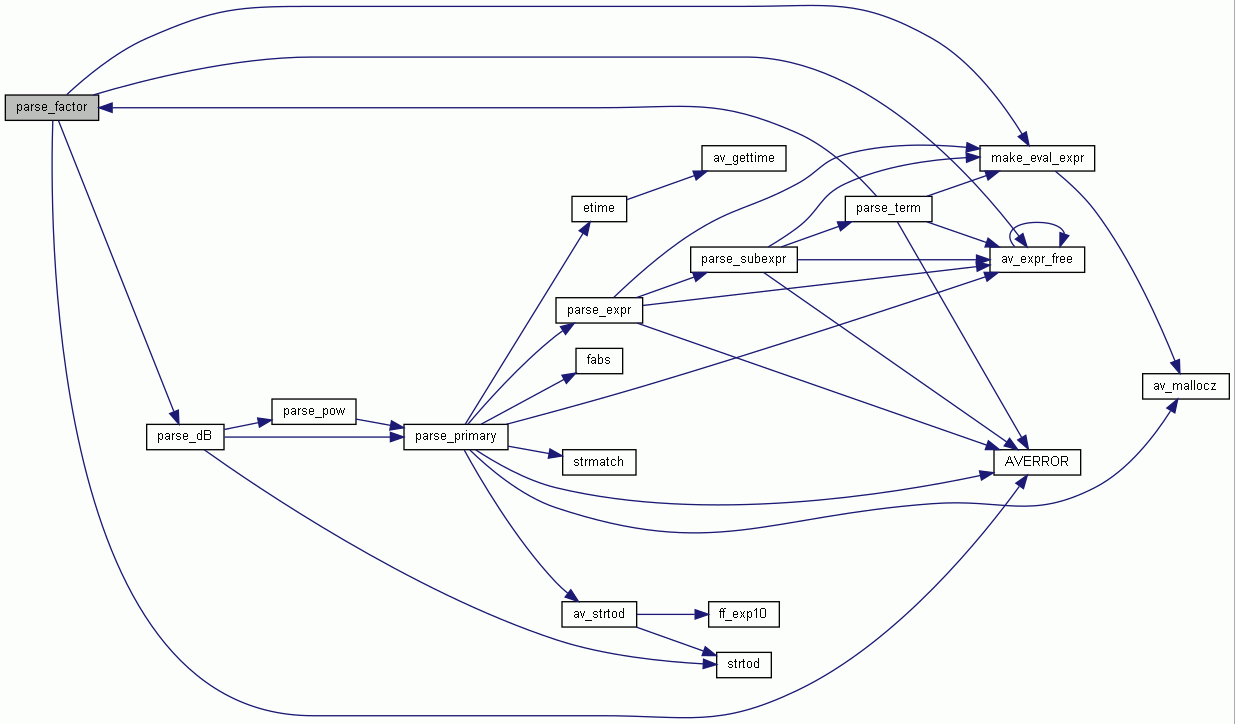 parse_factor
av_gettime
make_eval_expr
etime
parse_term
parse_subexpr
av_expr_free
parse_expr
fabs
av_mallocz
parse_pow
parse_dB
parse_primary
strmatch
AVERROR
av_strtod
ff_exp10
strtod